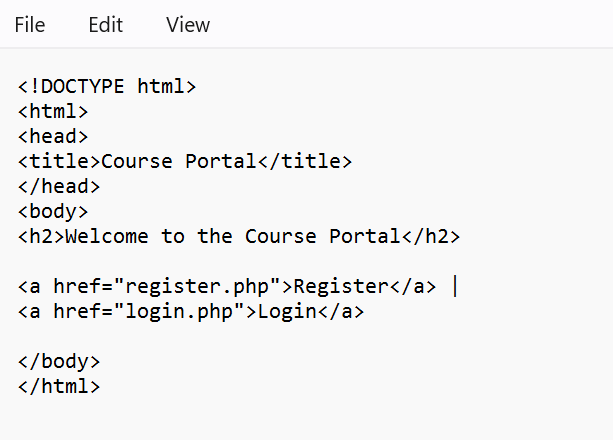 File Edit View
<!DOCTYPE html>
<html>
<head>
<title>Course Portal</title>
</head>
<body>
<h2>Welcome to the Course Portal</h2>
<a href="register.php">Register</a> |
<a href="login.php">Login</a>
</body>
</html>